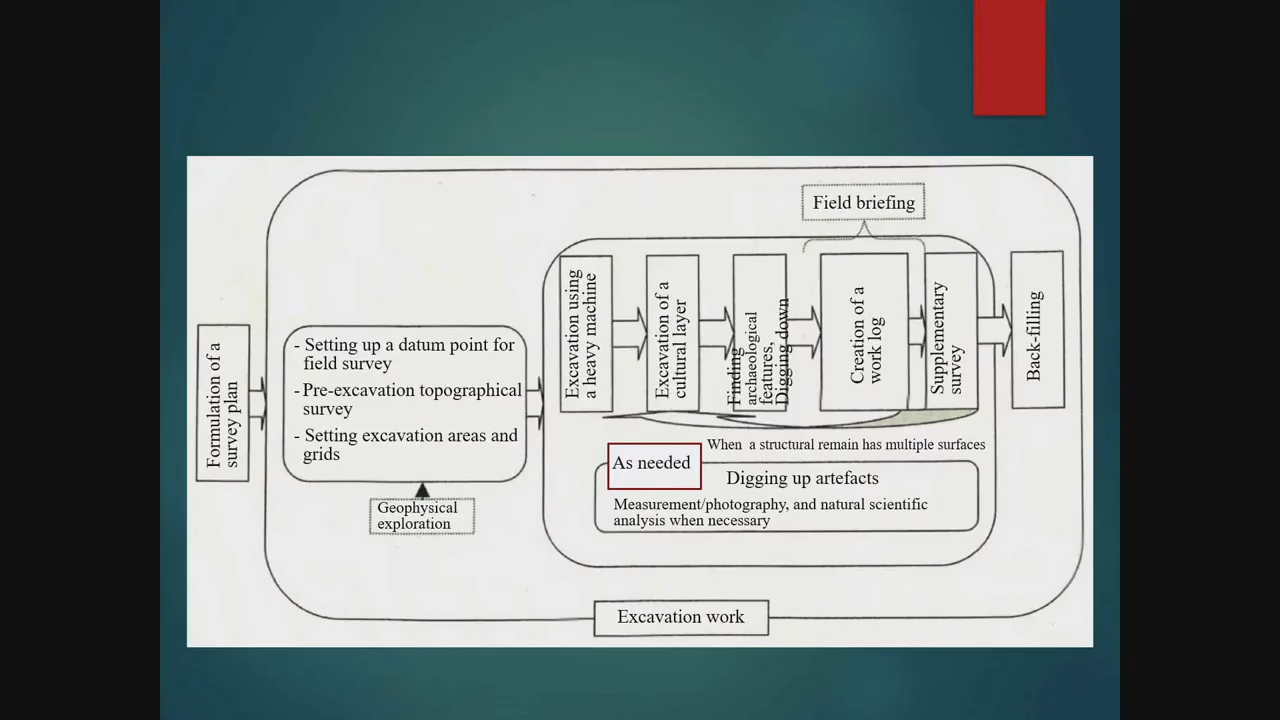 Field briefing
Formulation of a
survey plan
- Setting up a datum point for
field survey
- Pre-excavation topographical
survey
- Setting excavation areas and
grids
Geophysical
exploration
Excavation using
a heavy machine
Excavation of a
cultural layer
Finding
archaeological
features,
Digging down
Creation of a
work log
Supplementary
survey
Back-filling
When a structural remain has multiple surfaces
As needed
Digging up artefacts
Measurement/photography, and natural scientific
analysis when necessary
Excavation work